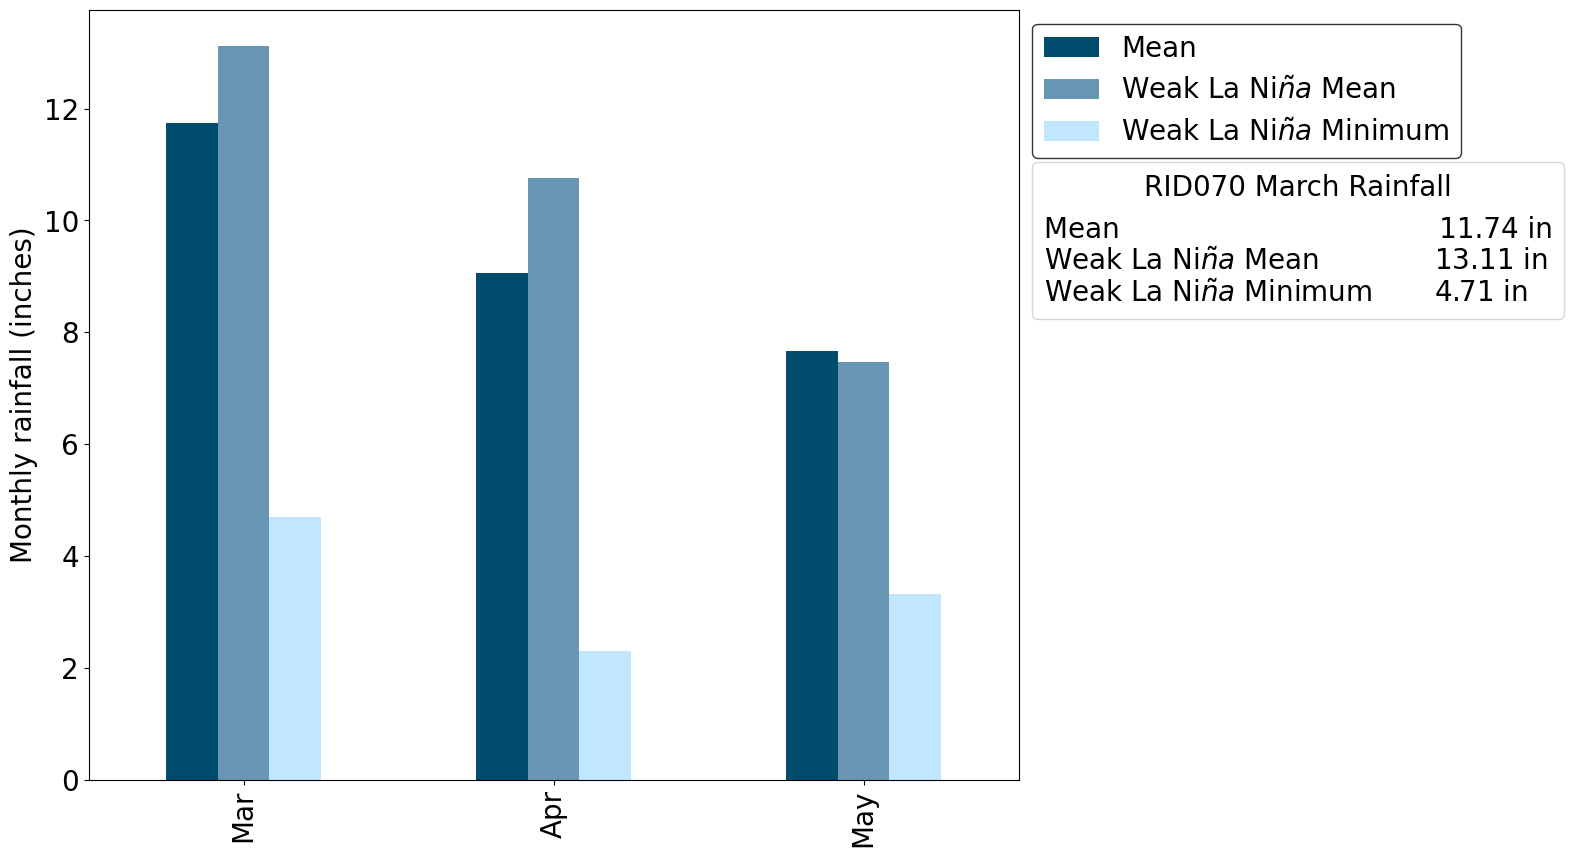 Mean
Weak La Niña Mean
Weak La Niña Minimum
RID070 March Rainfall
Mean 11.74 in
Weak La Niña Mean 13.11 in
Weak La Niña Minimum 4.71 in
Monthly rainfall (inches)
12
10
8
6
4
2
0
Mar
Apr
May